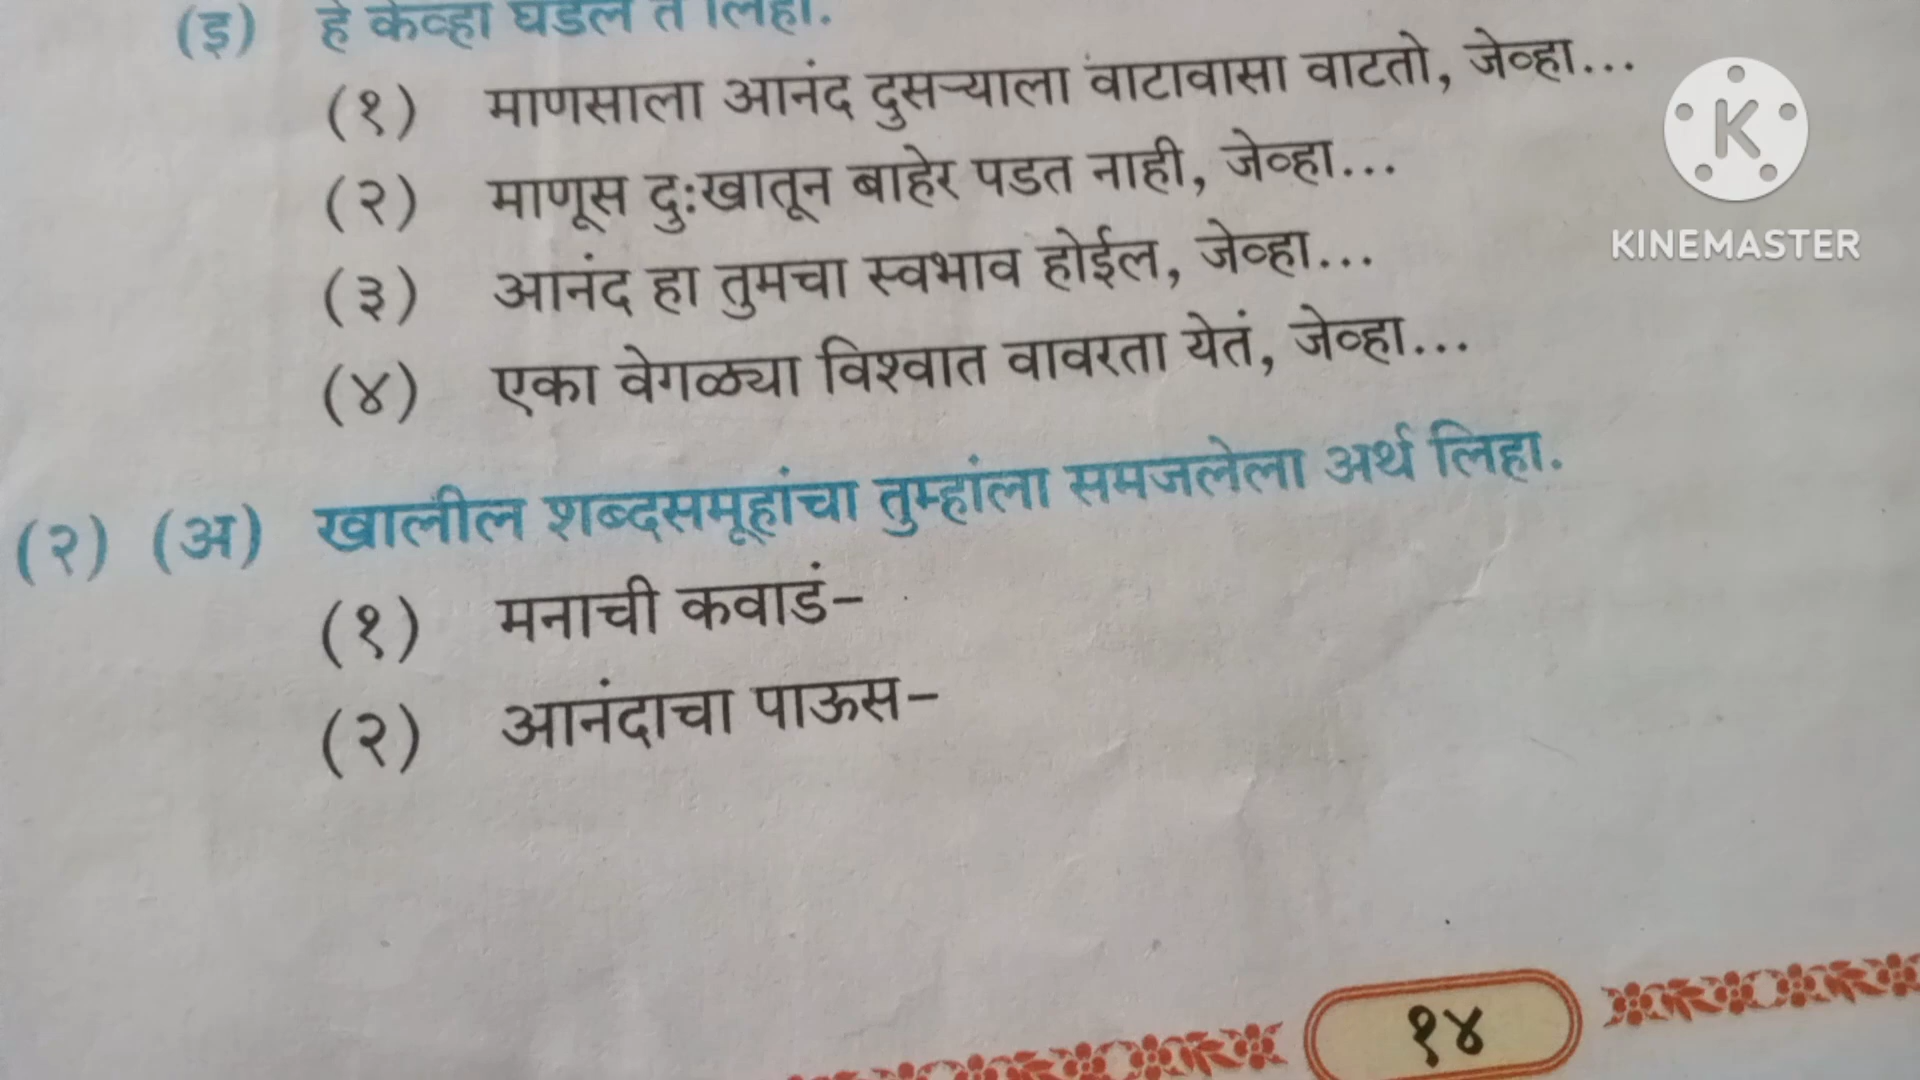 (इ) हे केव्हा घडेल ते लिहा.
(१) माणसाला आनंद दुसऱ्याला वाटावासा वाटतो, जेव्हा...
(२) माणूस दुःखातून बाहेर पडत नाही, जेव्हा...
(३) आनंद हा तुमचा स्वभाव होईल, जेव्हा...
(४) एका वेगळ्या विश्वात वावरता येतं, जेव्हा...
(२) (अ) खालील शब्दसमूहांचा तुम्हांला समजलेला अर्थ लिहा.
(१) मनाची कवाडं-
(२) आनंदाचा पाऊस-
१४
K
KINEMASTER